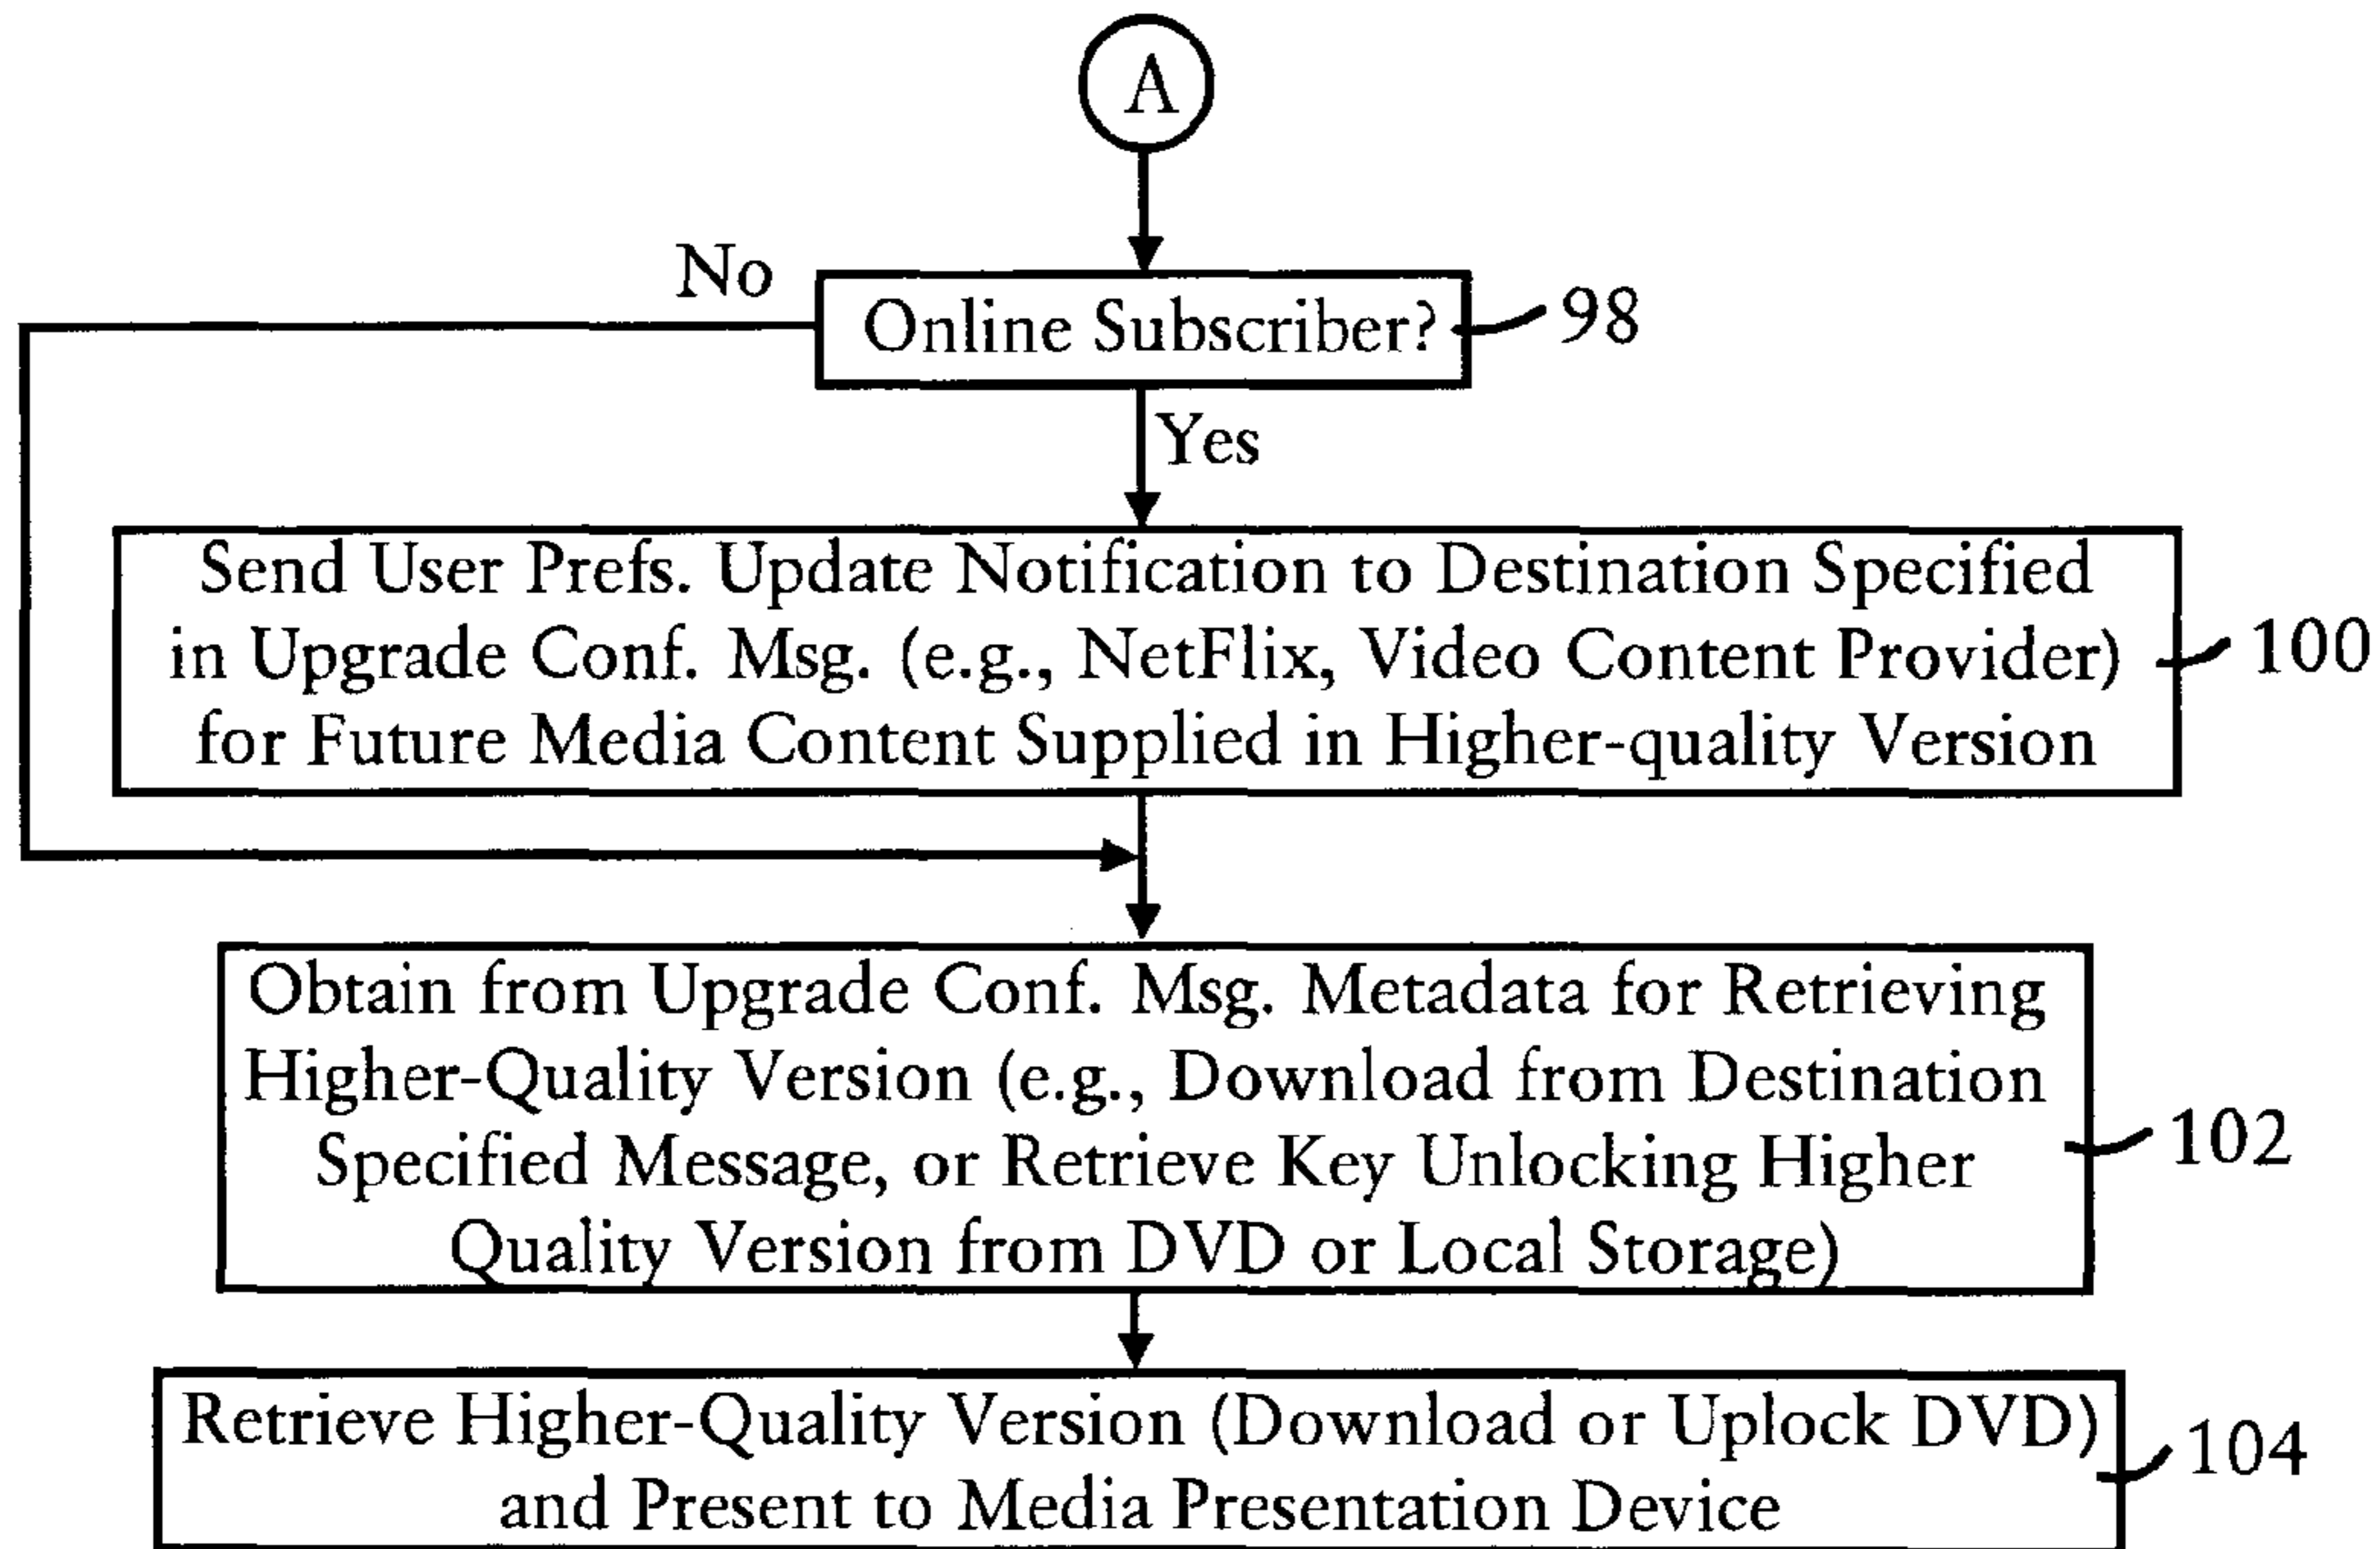 A
No
Online Subscriber?
98
Yes
Send User Prefs. Update Notification to Destination Specified
in Upgrade Conf. Msg. (e.g., NetFlix, Video Content Provider)
for Future Media Content Supplied in Higher-quality Version
100
Obtain from Upgrade Conf. Msg. Metadata for Retrieving
Higher-Quality Version (e.g., Download from Destination
Specified Message, or Retrieve Key Unlocking Higher
Quality Version from DVD or Local Storage)
102
Retrieve Higher-Quality Version (Download or Uplock DVD)
and Present to Media Presentation Device
104